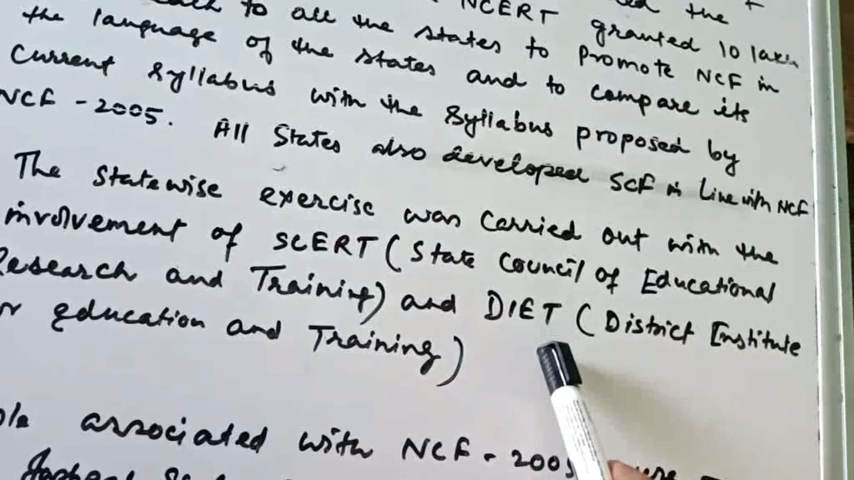 to all the states to promote NCF in
NCERT granted 10 lakh
the language of the states and to compare its
current syllabus with the syllabus proposed by
NCF - 2005. All States also developed SCF in Line with NCF
The statewise exercise was carried out with the
involvement of SCERT (State Council of Educational
Research and Training) and DIET (District Institute
education and Training)
associated with NCF - 2005